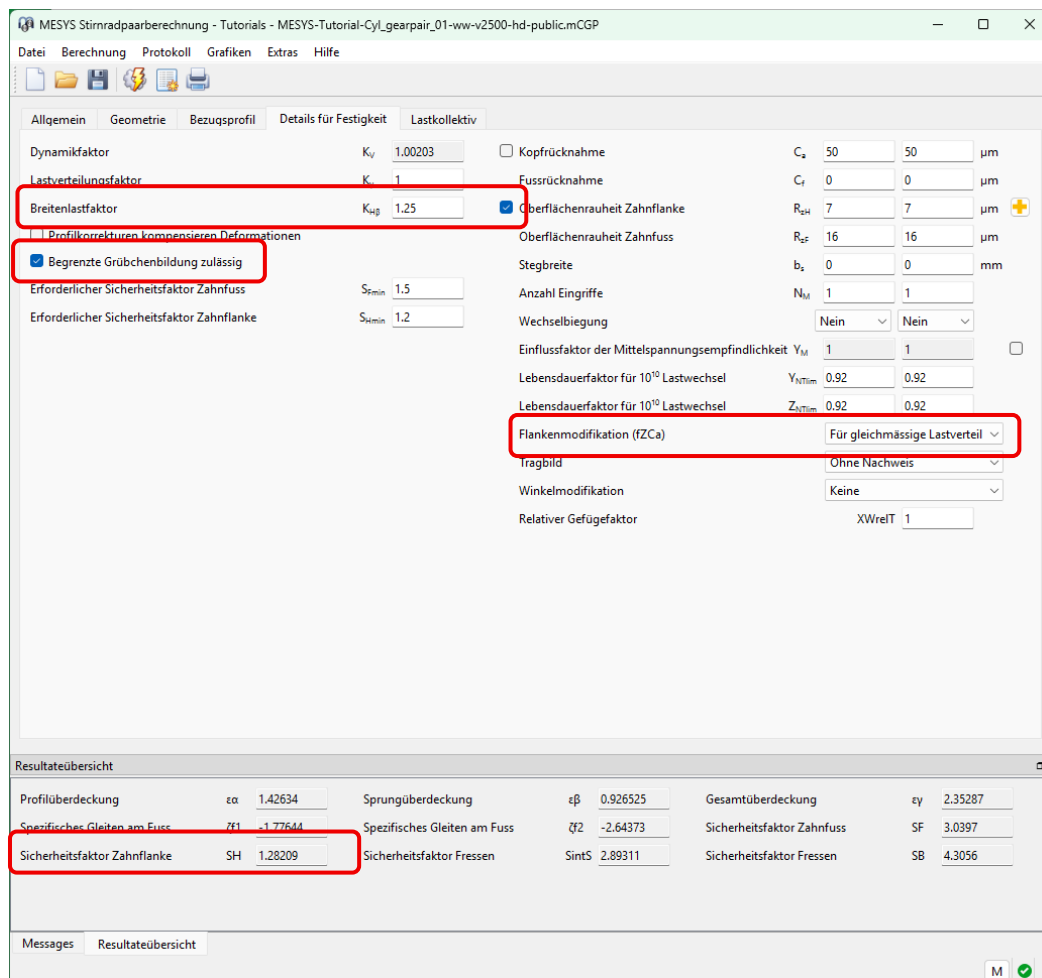 MESYS Stirnradpaarberechnung - Tutorials - MESYS-Tutorial-Cyl_gearpair_01-ww-v2500-hd-public.mCGP
Datei Berechnung Protokoll Grafiken Extras Hilfe
Allgemein Geometrie Bezugsprofil Details für Festigkeit Lastkollektiv
Dynamikfaktor Kv 1.00203 Kopfrücknahme Ca 50 50 µm
Lastverteilungsfaktor 1 Fussrücknahme Cf 0 0 µm
Breitenlastfaktor KHβ 1.25 Oberflächenrauheit Zahnflanke RzH 7 7 µm
Profilkorrekturen kompensieren Deformationen Oberflächenrauheit Zahnfuss RzF 16 16 µm
Begrenzte Grübchenbildung zulässig Stegbreite bs 0 0 mm
Erforderlicher Sicherheitsfaktor Zahnfuss SFmin 1.5 Anzahl Eingriffe NM 1 1
Erforderlicher Sicherheitsfaktor Zahnflanke SHmin 1.2 Wechselbiegung Nein Nein
Einflussfaktor der Mittelspannungsempfindlichkeit YM 1 1
Lebensdauerfaktor für 10¹⁰ Lastwechsel YNTlim 0.92 0.92
Lebensdauerfaktor für 10¹⁰ Lastwechsel ZNTlim 0.92 0.92
Flankenmodifikation (fZCa) Für gleichmässige Lastverteil
Tragbild Ohne Nachweis
Winkelmodifikation Keine
Relativer Gefügefaktor XWrelT 1
Resultateübersicht
Profilüberdeckung εα 1.42634 Sprungüberdeckung εβ 0.926525 Gesamtüberdeckung εγ 2.35287
Spezifisches Gleiten am Fuss ζf1 -1.77644 Spezifisches Gleiten am Fuss ζf2 -2.64373 Sicherheitsfaktor Zahnfuss SF 3.0397
Sicherheitsfaktor Zahnflanke SH 1.28209 Sicherheitsfaktor Fressen SintS 2.89311 Sicherheitsfaktor Fressen SB 4.3056
Messages Resultateübersicht
M